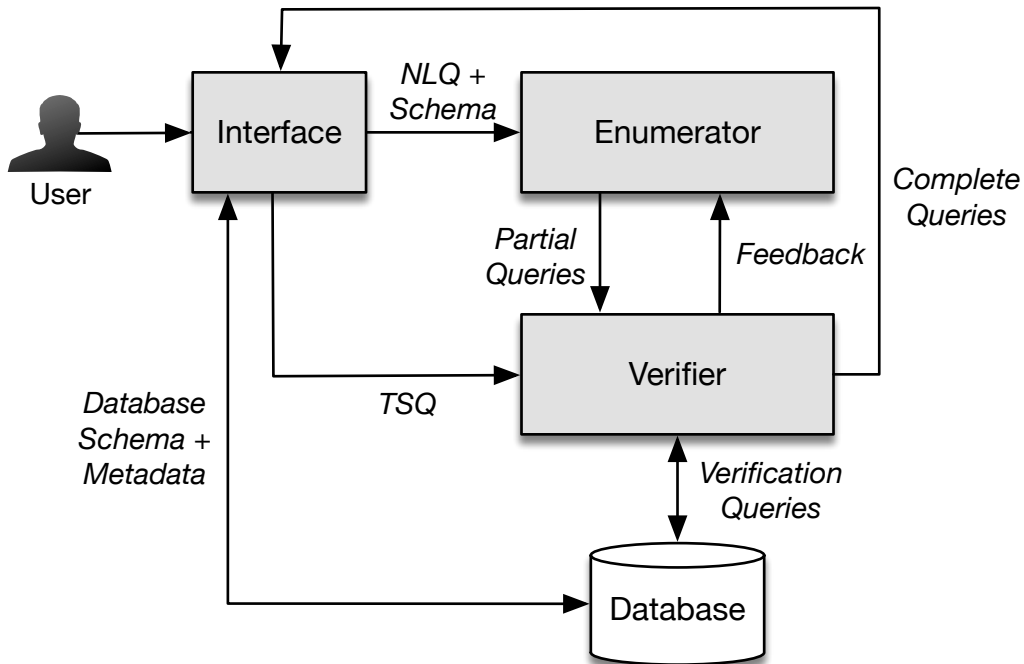 NLQ +
Schema
Interface
Enumerator
User
Complete
Queries
Partial
Queries
Feedback
Verifier
TSQ
Database
Schema +
Metadata
Verification
Queries
Database